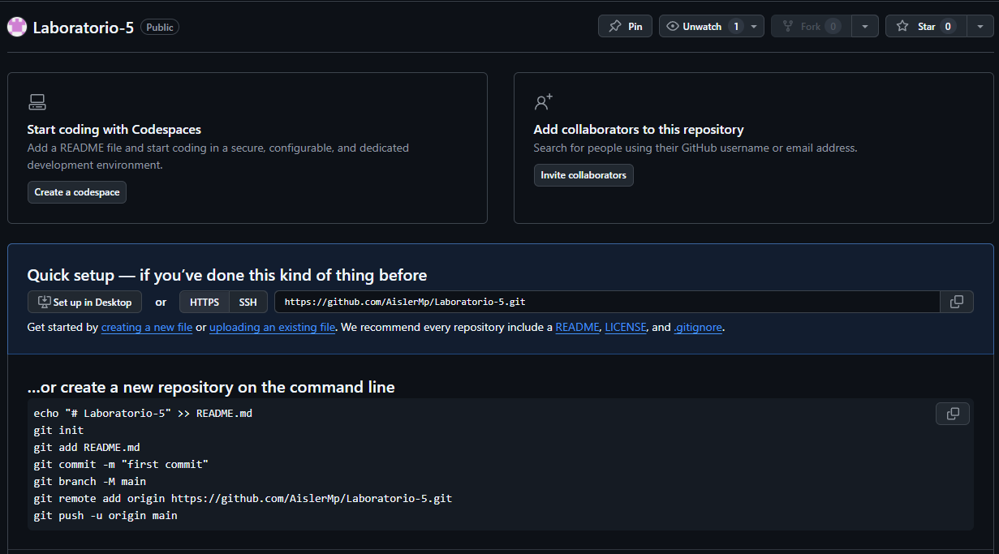 Laboratorio-5 Public Pin Unwatch 1 Fork 0 Star 0
Start coding with Codespaces
Add a README file and start coding in a secure, configurable, and dedicated
development environment.
Create a codespace
Add collaborators to this repository
Search for people using their GitHub username or email address.
Invite collaborators
Quick setup — if you’ve done this kind of thing before
Set up in Desktop or HTTPS SSH https://github.com/AislerMp/Laboratorio-5.git
Get started by creating a new file or uploading an existing file. We recommend every repository include a README, LICENSE, and .gitignore.
...or create a new repository on the command line
echo "# Laboratorio-5" >> README.md
git init
git add README.md
git commit -m "first commit"
git branch -M main
git remote add origin https://github.com/AislerMp/Laboratorio-5.git
git push -u origin main